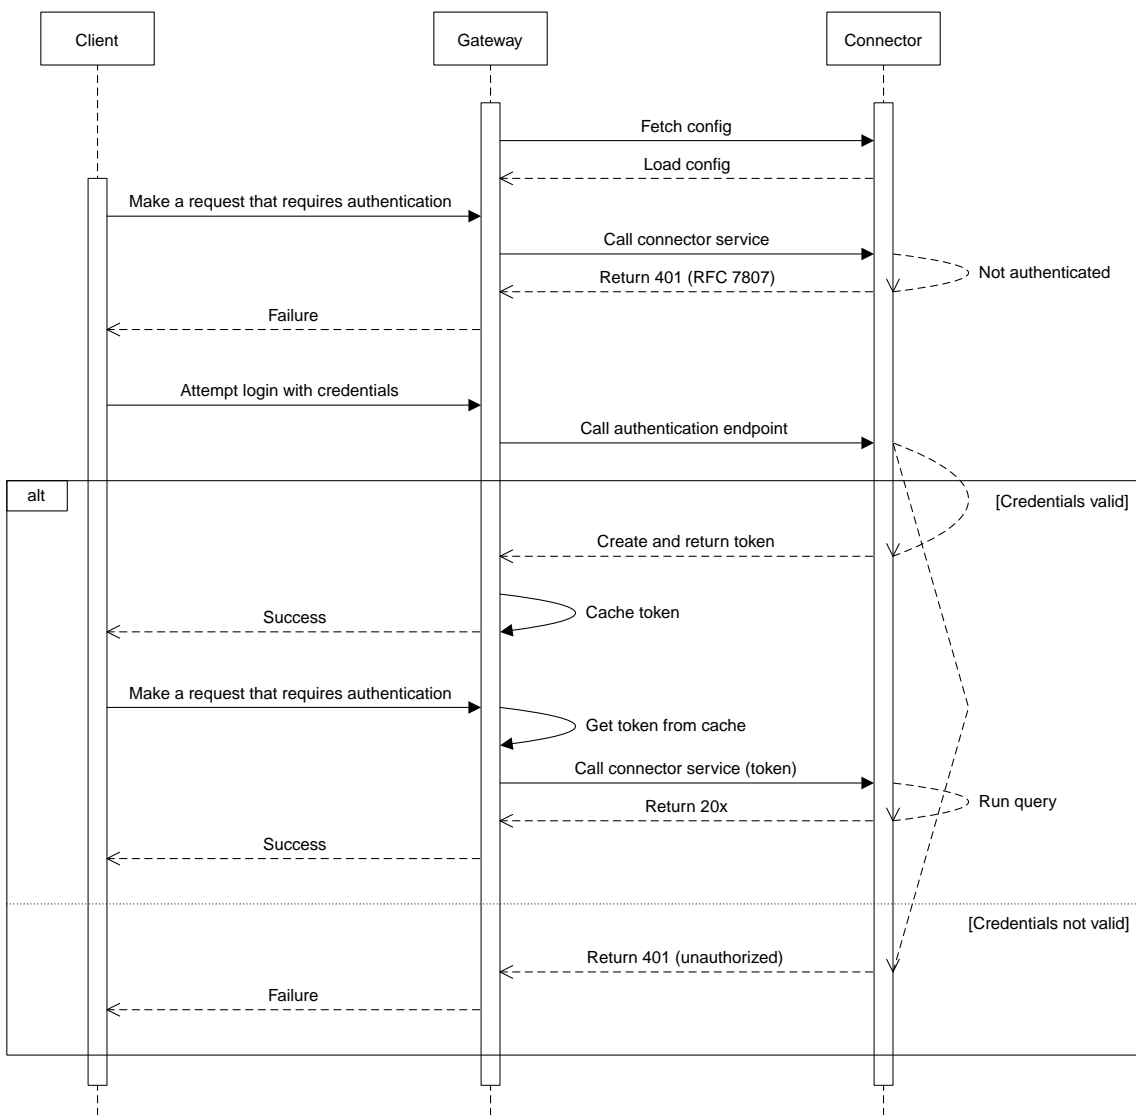 Client
Gateway
Connector
Fetch config
Load config
Make a request that requires authentication
Call connector service
Not authenticated
Return 401 (RFC 7807)
Failure
Attempt login with credentials
Call authentication endpoint
alt
[Credentials valid]
Create and return token
Cache token
Success
Make a request that requires authentication
Get token from cache
Call connector service (token)
Run query
Return 20x
Success
[Credentials not valid]
Return 401 (unauthorized)
Failure